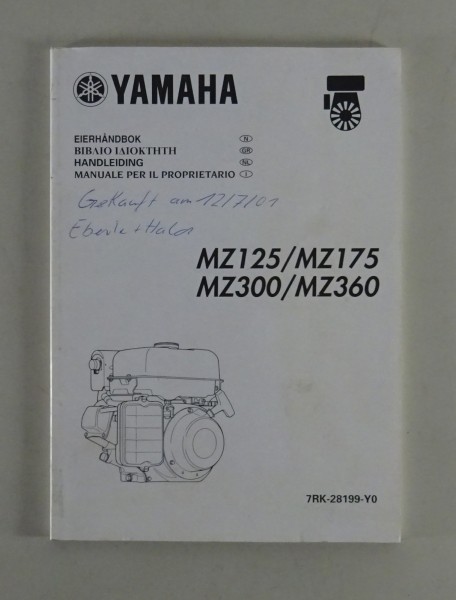 YAMAHA
EIERHÅNDBOK N
ΒΙΒΛΙΟ ΙΔΙΟΚΤΗΤΗ GR
HANDLEIDING NL
MANUALE PER IL PROPRIETARIO I
Gekauft am 12/7/01
Eberle + Hald
MZ125/MZ175
MZ300/MZ360
7RK-28199-Y0